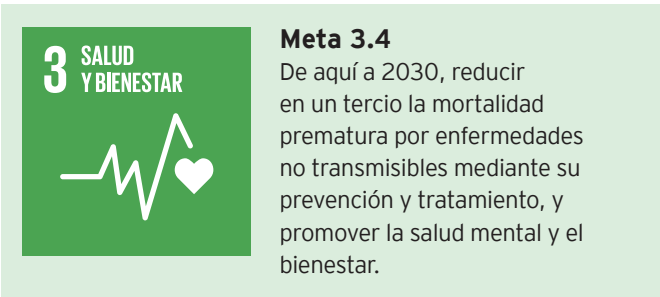 3 SALUD
Y BIENESTAR
Meta 3.4
De aquí a 2030, reducir
en un tercio la mortalidad
prematura por enfermedades
no transmisibles mediante su
prevención y tratamiento, y
promover la salud mental y el
bienestar.